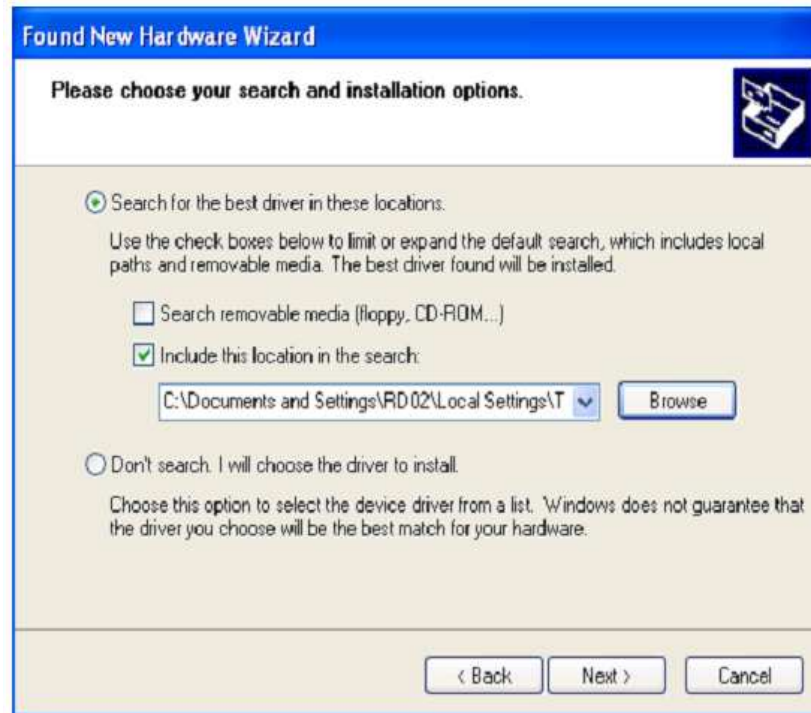 Found New Hardware Wizard
Please choose your search and installation options.
Search for the best driver in these locations.
Use the check boxes below to limit or expand the default search, which includes local
paths and removable media. The best driver found will be installed.
Search removable media (floppy, CD-ROM...)
Include this location in the search:
C:\Documents and Settings\RD02\Local Settings\T
Browse
Don't search. I will choose the driver to install.
Choose this option to select the device driver from a list. Windows does not guarantee that
the driver you choose will be the best match for your hardware.
< Back
Next >
Cancel